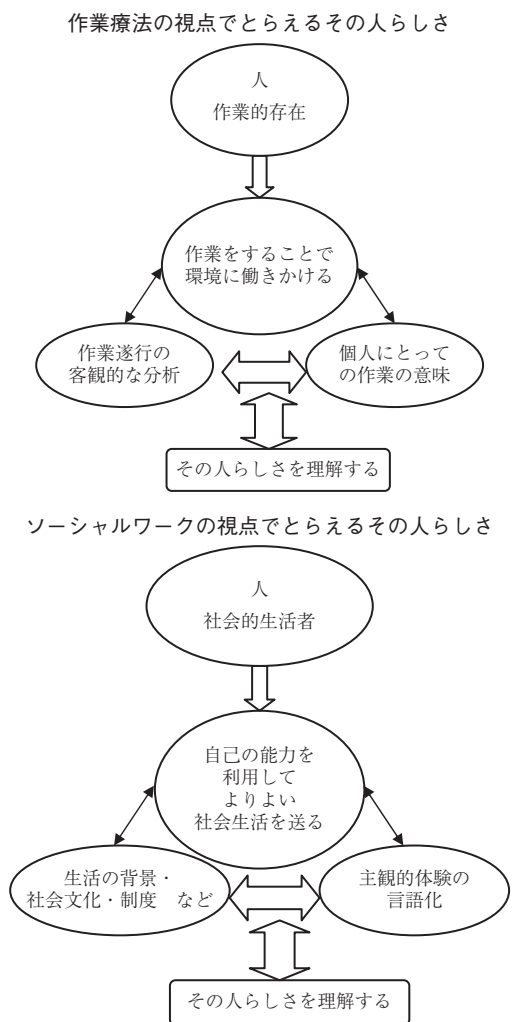 作業療法の視点でとらえるその人らしさ
人
作業的存在
作業をすることで
環境に働きかける
作業遂行の
客観的な分析
個人にとって
の作業の意味
その人らしさを理解する
ソーシャルワークの視点でとらえるその人らしさ
人
社会的生活者
自己の能力を
利用して
よりよい
社会生活を送る
生活の背景・
社会文化・制度　など
主観的体験の
言語化
その人らしさを理解する